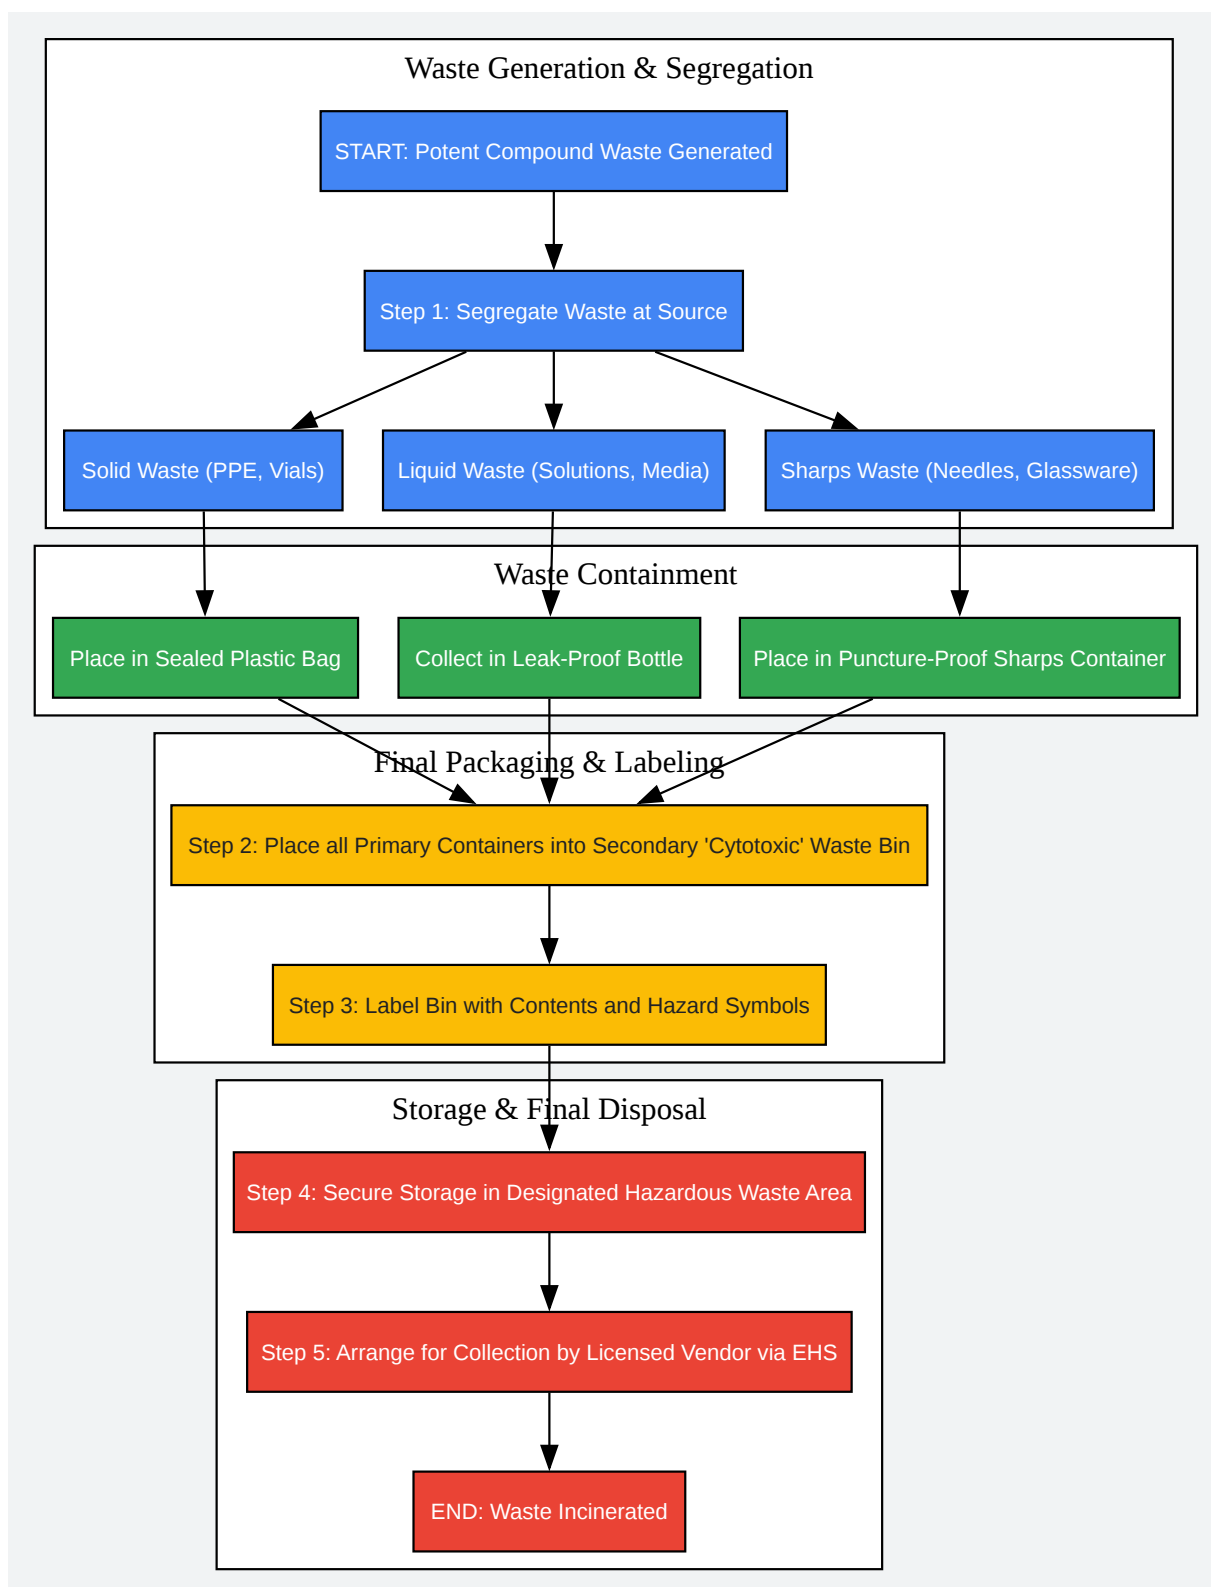 Waste Generation & Segregation
START: Potent Compound Waste Generated
Step 1: Segregate Waste at Source
Solid Waste (PPE, Vials)
Liquid Waste (Solutions, Media)
Sharps Waste (Needles, Glassware)
Waste Containment
Place in Sealed Plastic Bag
Collect in Leak-Proof Bottle
Place in Puncture-Proof Sharps Container
Final Packaging & Labeling
Step 2: Place all Primary Containers into Secondary 'Cytotoxic' Waste Bin
Step 3: Label Bin with Contents and Hazard Symbols
Storage & Final Disposal
Step 4: Secure Storage in Designated Hazardous Waste Area
Step 5: Arrange for Collection by Licensed Vendor via EHS
END: Waste Incinerated